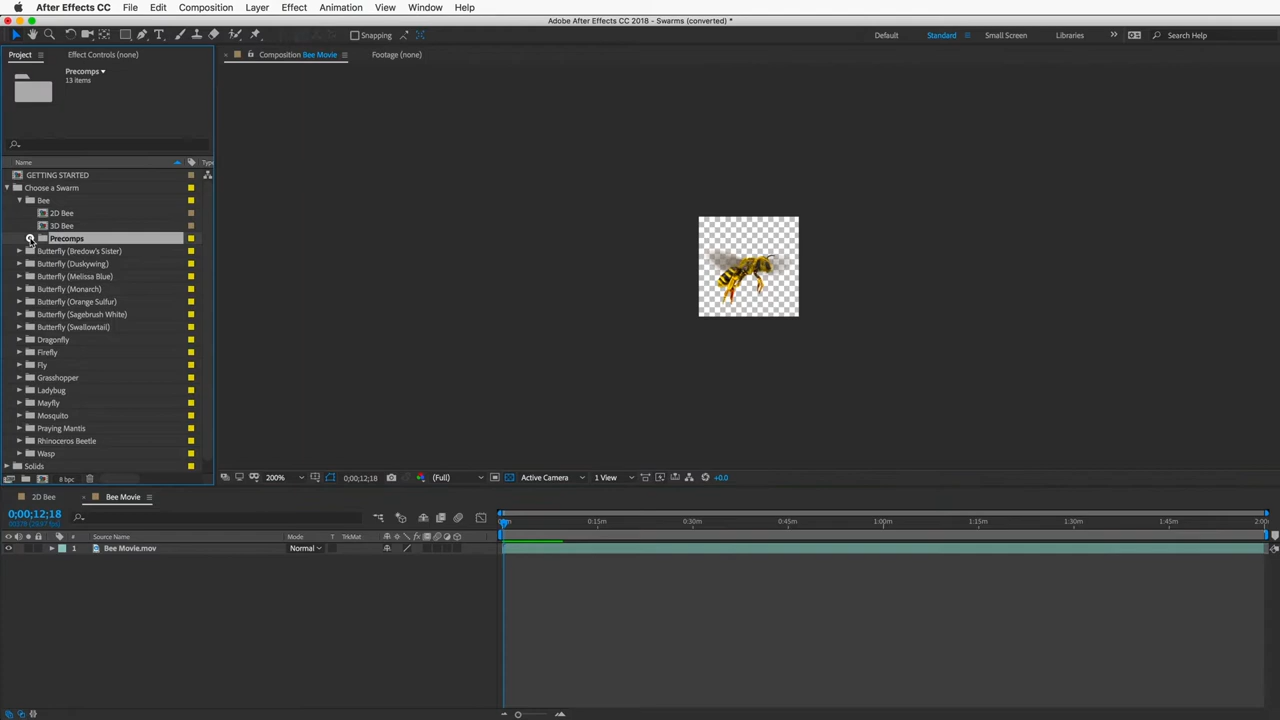 After Effects CC File Edit Composition Layer Effect Animation View Window Help
Adobe After Effects CC 2018 - Swarms (converted) *
Snapping Default Standard Small Screen Libraries Search Help
Project Effect Controls (none) Composition Bee Movie Footage (none)
Precomps
13 items
Name Type
GETTING STARTED
Choose a Swarm
Bee
2D Bee
3D Bee
Precomps
Butterfly (Bredow's Sister)
Butterfly (Duskywing)
Butterfly (Melissa Blue)
Butterfly (Monarch)
Butterfly (Orange Sulfur)
Butterfly (Sagebrush White)
Butterfly (Swallowtail)
Dragonfly
Firefly
Fly
Grasshopper
Ladybug
Mayfly
Mosquito
Praying Mantis
Rhinoceros Beetle
Wasp
Solids
8 bpc 200% 0;00;12;18 (Full) Active Camera 1 View +0.0
2D Bee Bee Movie
0;00;12;18
0:15m 0:30m 0:45m 1:00m 1:15m 1:30m 1:45m 2:00
# Source Name Mode T TrkMat
1 Bee Movie.mov Normal